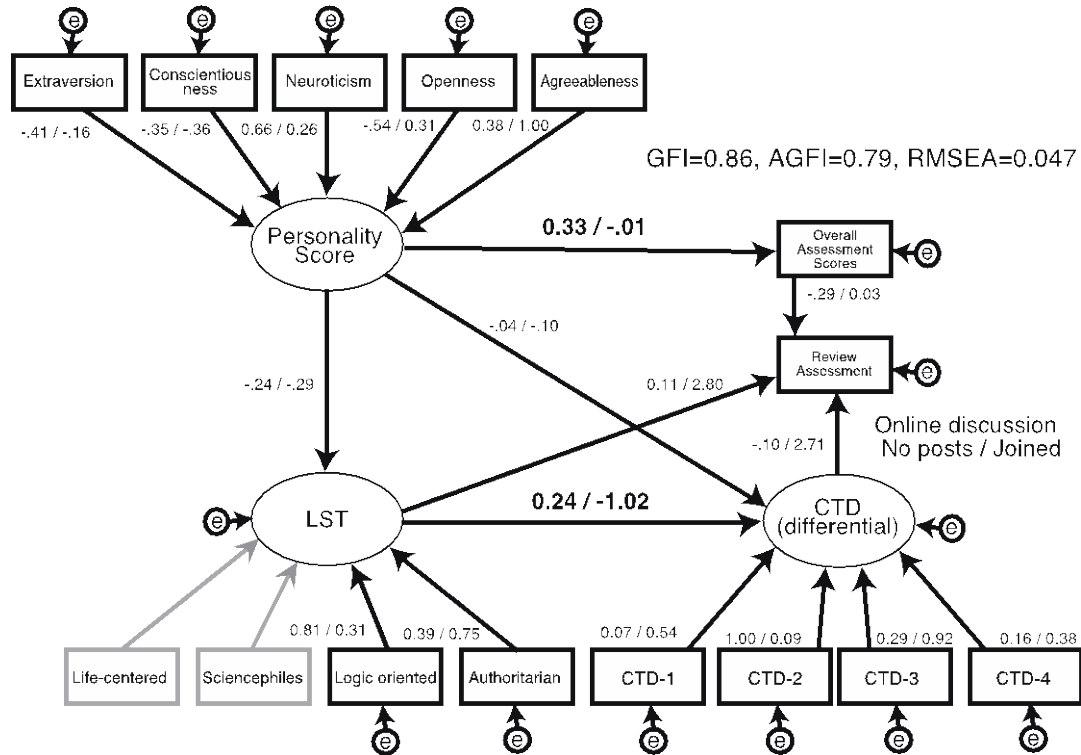 e e e e e
Extraversion
Conscientious
ness
Neuroticism
Openness
Agreeableness
-.41 / -.16
-.35 / -.36
0.66 / 0.26
-.54 / 0.31
0.38 / 1.00
GFI=0.86, AGFI=0.79, RMSEA=0.047
Personality
Score
0.33 / -.01
Overall
Assessment
Scores
e
-.29 / 0.03
-.04 / -.10
Review
Assessment
e
-.24 / -.29
0.11 / 2.80
Online discussion
No posts / Joined
-.10 / 2.71
e
LST
0.24 / -1.02
CTD
(differential)
e
0.81 / 0.31
0.39 / 0.75
0.07 / 0.54
1.00 / 0.09
0.29 / 0.92
0.16 / 0.38
Life-centered
Sciencephiles
Logic oriented
Authoritarian
CTD-1
CTD-2
CTD-3
CTD-4
e e e e e e